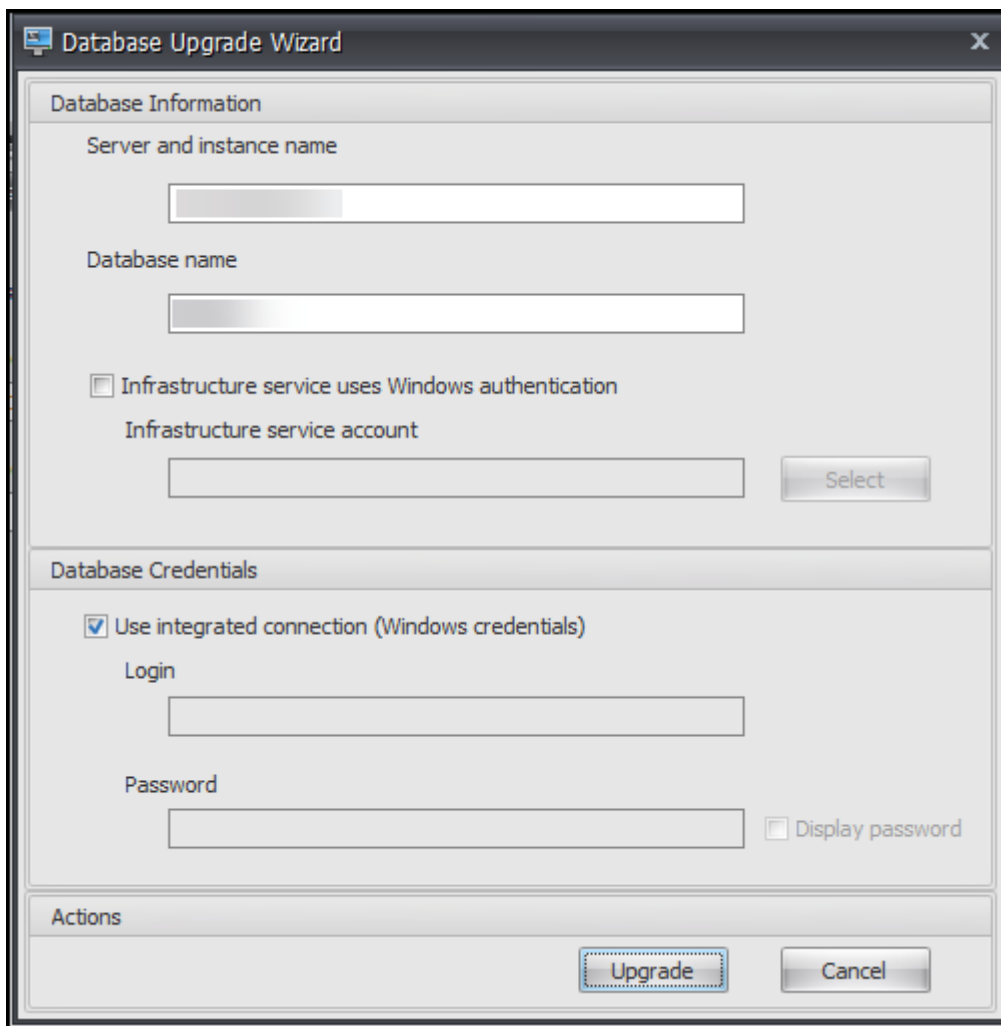 Database Upgrade Wizard
Database Information
Server and instance name
Database name
Infrastructure service uses Windows authentication
Infrastructure service account
Select
Database Credentials
Use integrated connection (Windows credentials)
Login
Password
Display password
Actions
Upgrade
Cancel